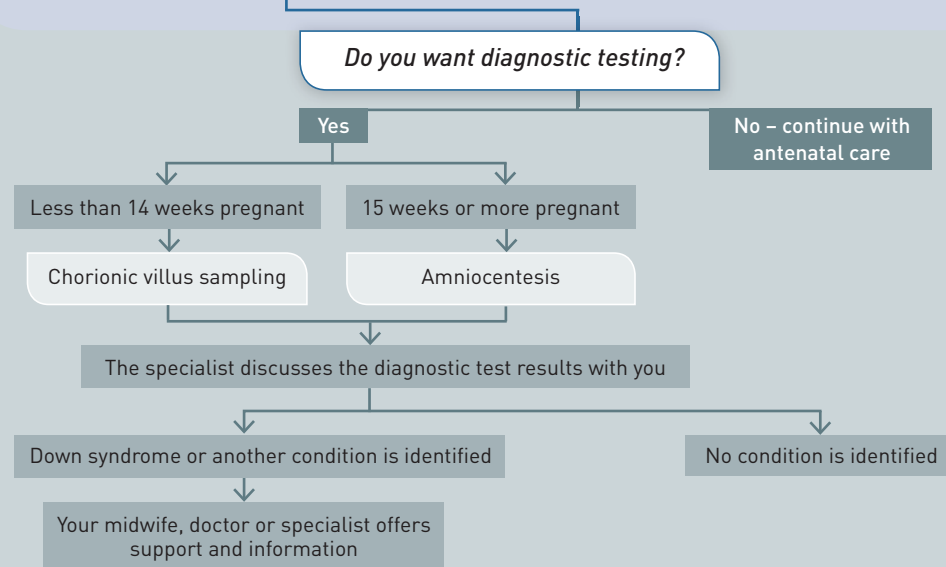 Do you want diagnostic testing?
Yes
No – continue with
antenatal care
Less than 14 weeks pregnant
15 weeks or more pregnant
Chorionic villus sampling
Amniocentesis
The specialist discusses the diagnostic test results with you
Down syndrome or another condition is identified
No condition is identified
Your midwife, doctor or specialist offers
support and information